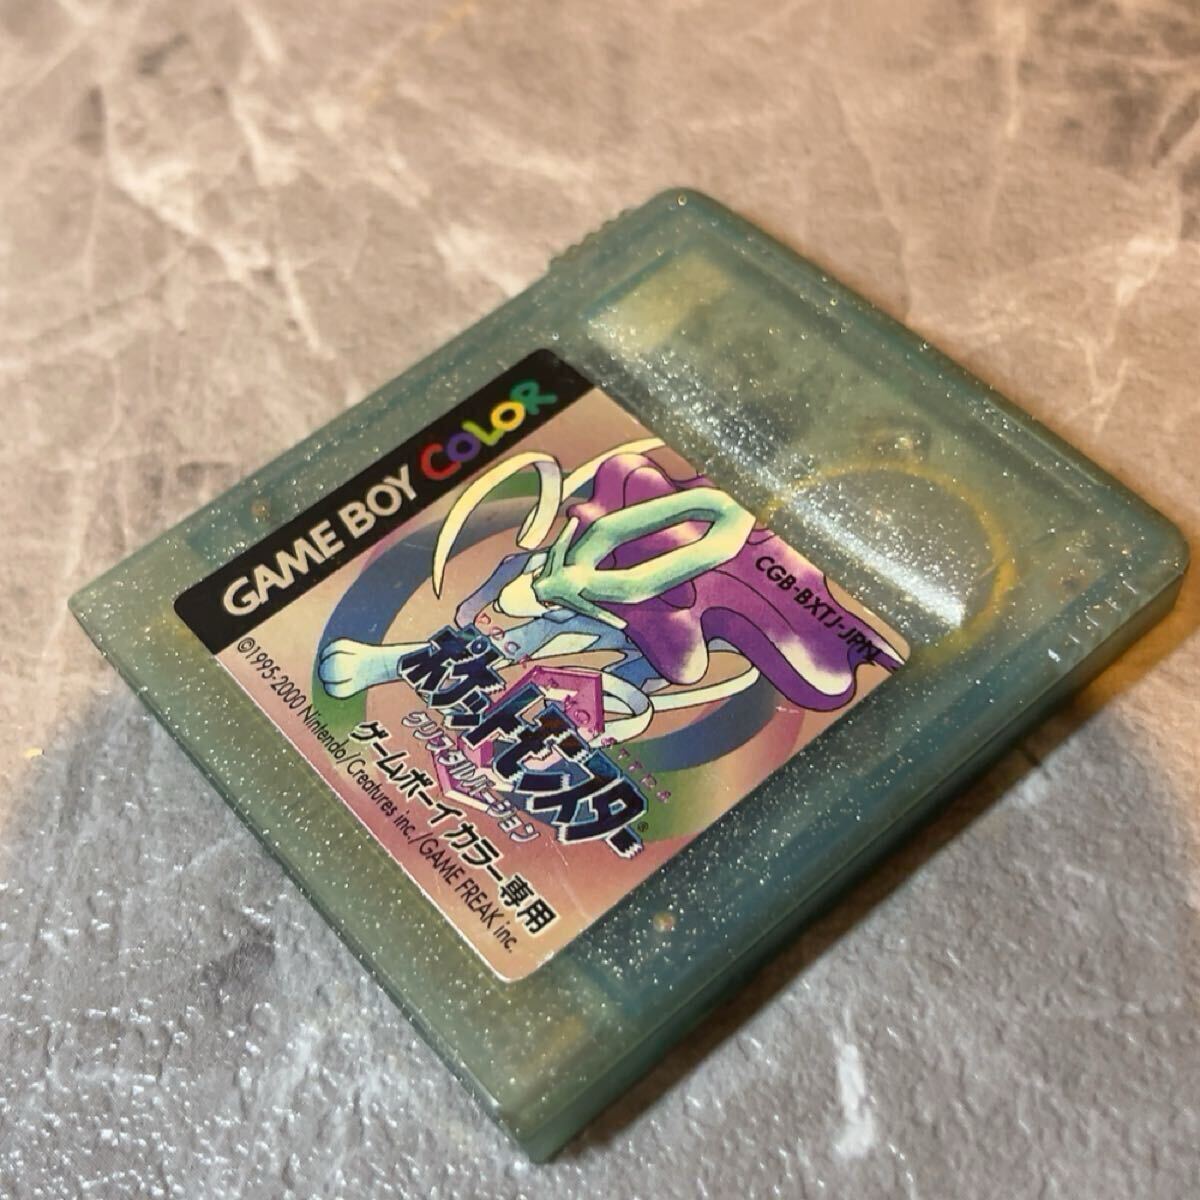 GAME BOY COLOR
CGB-BXTJ-JPN
POCKET MONSTERS
ポケットモンスター®
クリスタルバージョン
ゲームボーイカラー専用
©1995-2000 Nintendo/Creatures inc./GAME FREAK inc.